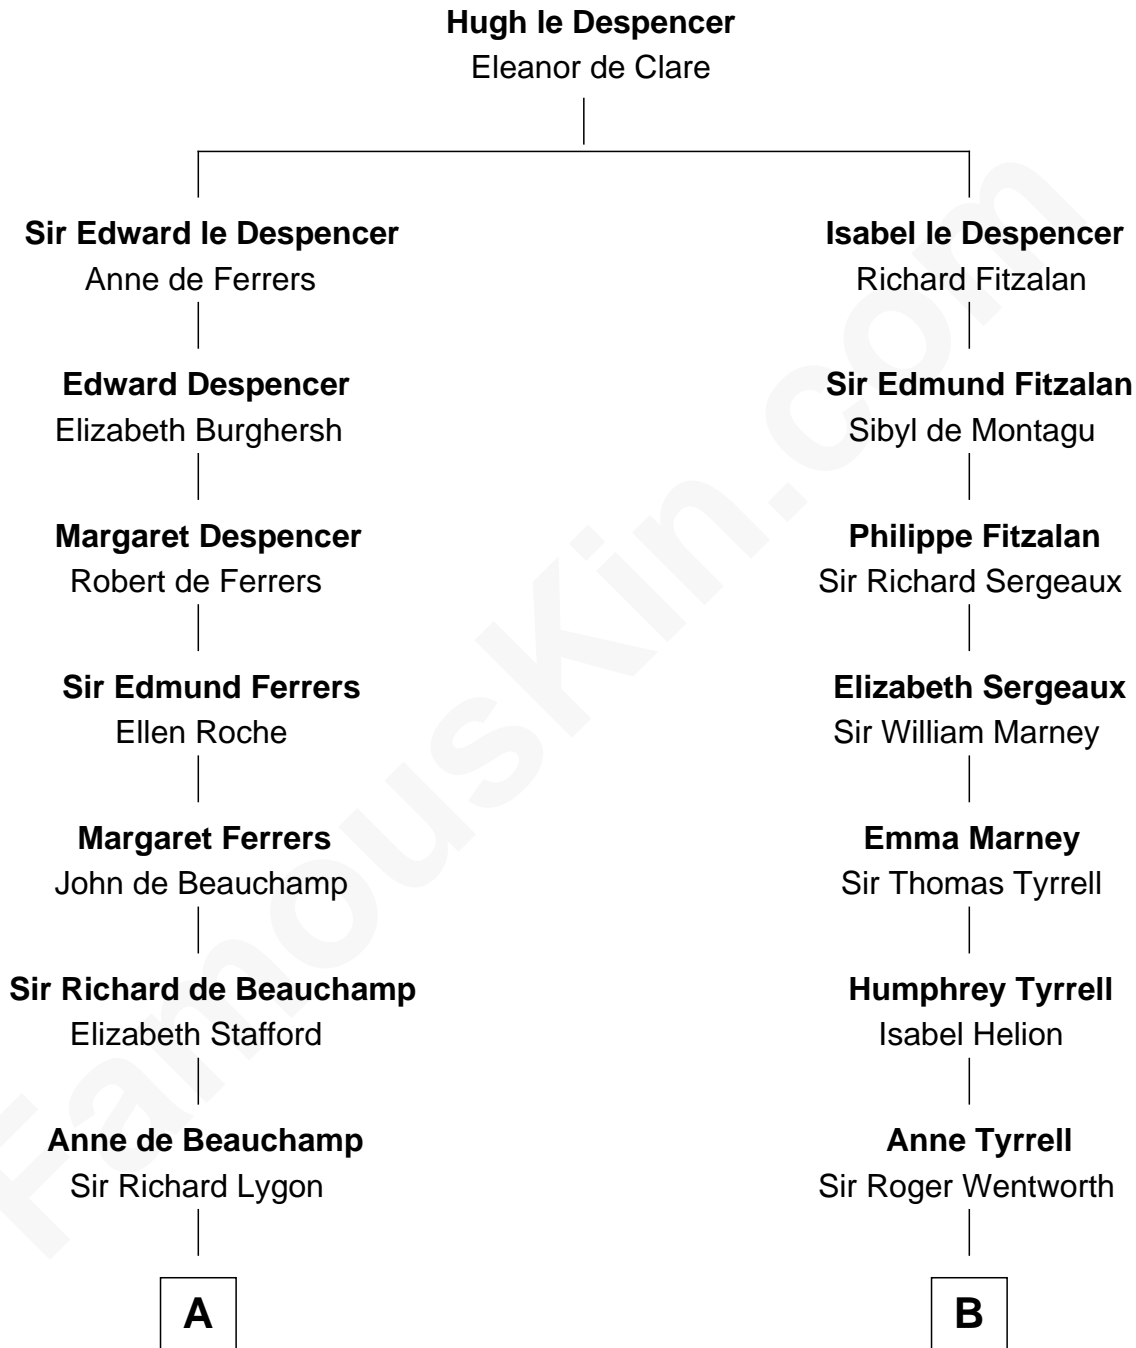 Hugh le Despencer
Eleanor de Clare
Sir Edward le Despencer
Anne de Ferrers
Isabel le Despencer
Richard Fitzalan
Edward Despencer
Elizabeth Burghersh
Sir Edmund Fitzalan
Sibyl de Montagu
Margaret Despencer
Robert de Ferrers
Philippe Fitzalan
Sir Richard Sergeaux
Sir Edmund Ferrers
Ellen Roche
Elizabeth Sergeaux
Sir William Marney
Margaret Ferrers
John de Beauchamp
Emma Marney
Sir Thomas Tyrrell
Sir Richard de Beauchamp
Elizabeth Stafford
Humphrey Tyrrell
Isabel Helion
Anne de Beauchamp
Sir Richard Lygon
Anne Tyrrell
Sir Roger Wentworth
A
B
FamousKin.com